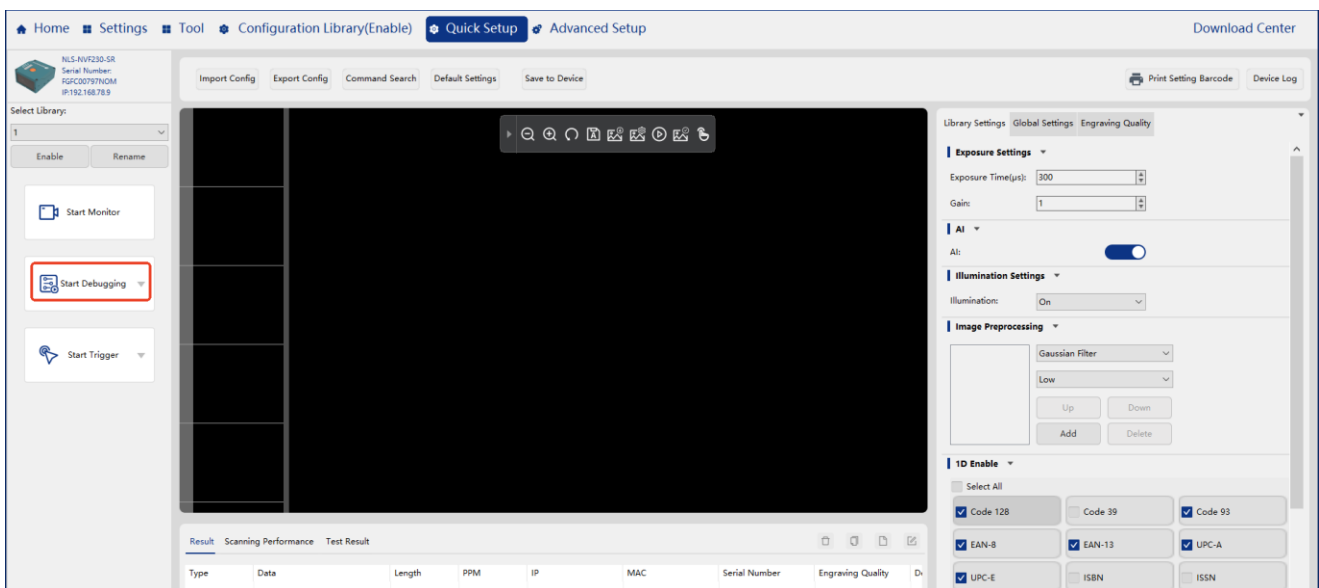 Home Settings Tool Configuration Library(Enable) Quick Setup Advanced Setup Download Center
NLS-NVF230-SR
Serial Number:
FGFC00797NOM
IP:192.168.78.9
Import Config Export Config Command Search Default Settings Save to Device Print Setting Barcode Device Log
Select Library:
1
Enable Rename
Start Monitor
Start Debugging
Start Trigger
Library Settings Global Settings Engraving Quality
Exposure Settings
Exposure Time(μs): 300
Gain: 1
AI
AI:
Illumination Settings
Illumination: On
Image Preprocessing
Gaussian Filter
Low
Up Down
Add Delete
1D Enable
Select All
Code 128 Code 39 Code 93
EAN-8 EAN-13 UPC-A
UPC-E ISBN ISSN
Result Scanning Performance Test Result
Type Data Length PPM IP MAC Serial Number Engraving Quality